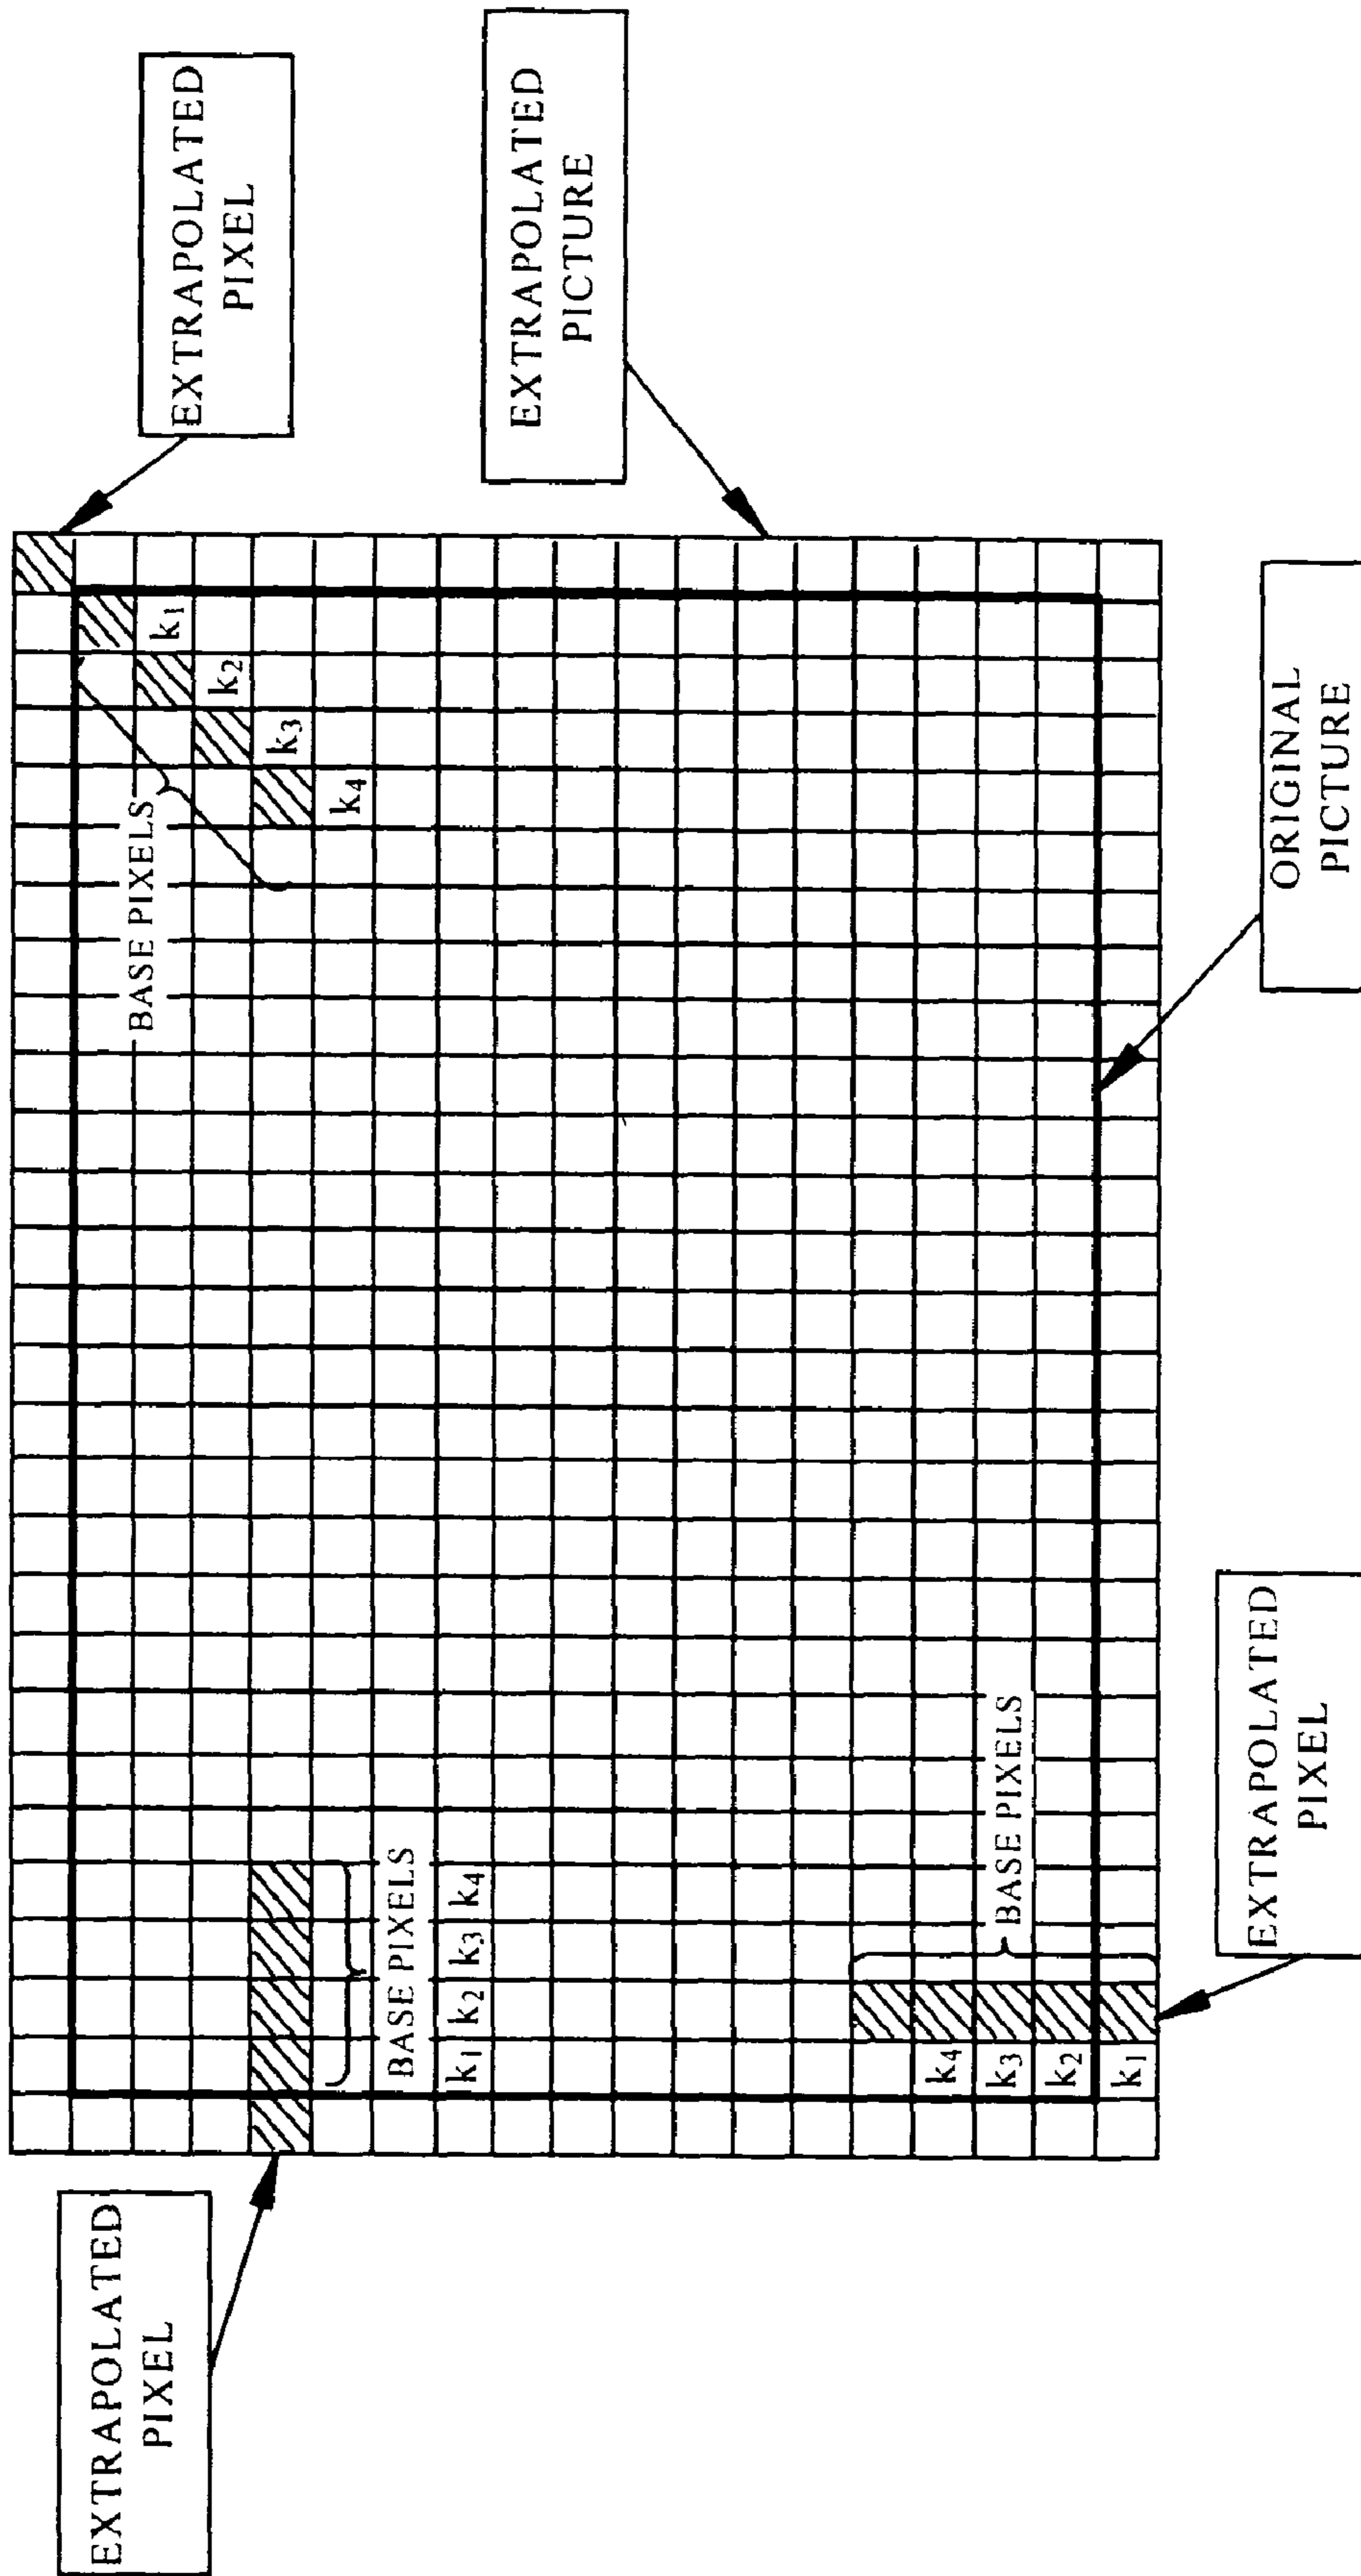 EXTRAPOLATED
PIXEL
EXTRAPOLATED
PIXEL
BASE PIXELS
k₁
k₂
k₃
k₄
BASE PIXELS
k₁ k₂ k₃ k₄
EXTRAPOLATED
PICTURE
k₄
k₃
k₂
k₁
BASE PIXELS
EXTRAPOLATED
PIXEL
ORIGINAL
PICTURE